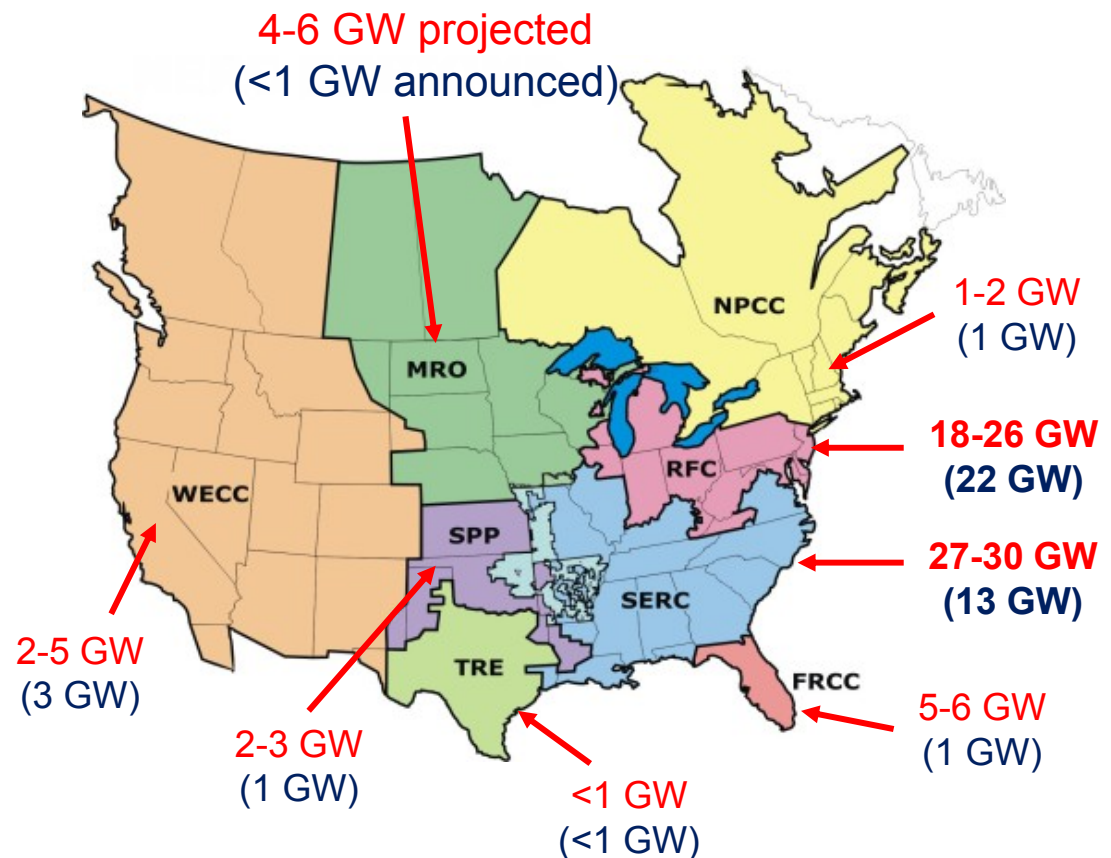 4-6 GW projected
(<1 GW announced)
NPCC
1-2 GW
(1 GW)
MRO
18-26 GW
(22 GW)
RFC
WECC
SPP
27-30 GW
(13 GW)
SERC
2-5 GW
(3 GW)
TRE
FRCC
5-6 GW
(1 GW)
2-3 GW
(1 GW)
<1 GW
(<1 GW)